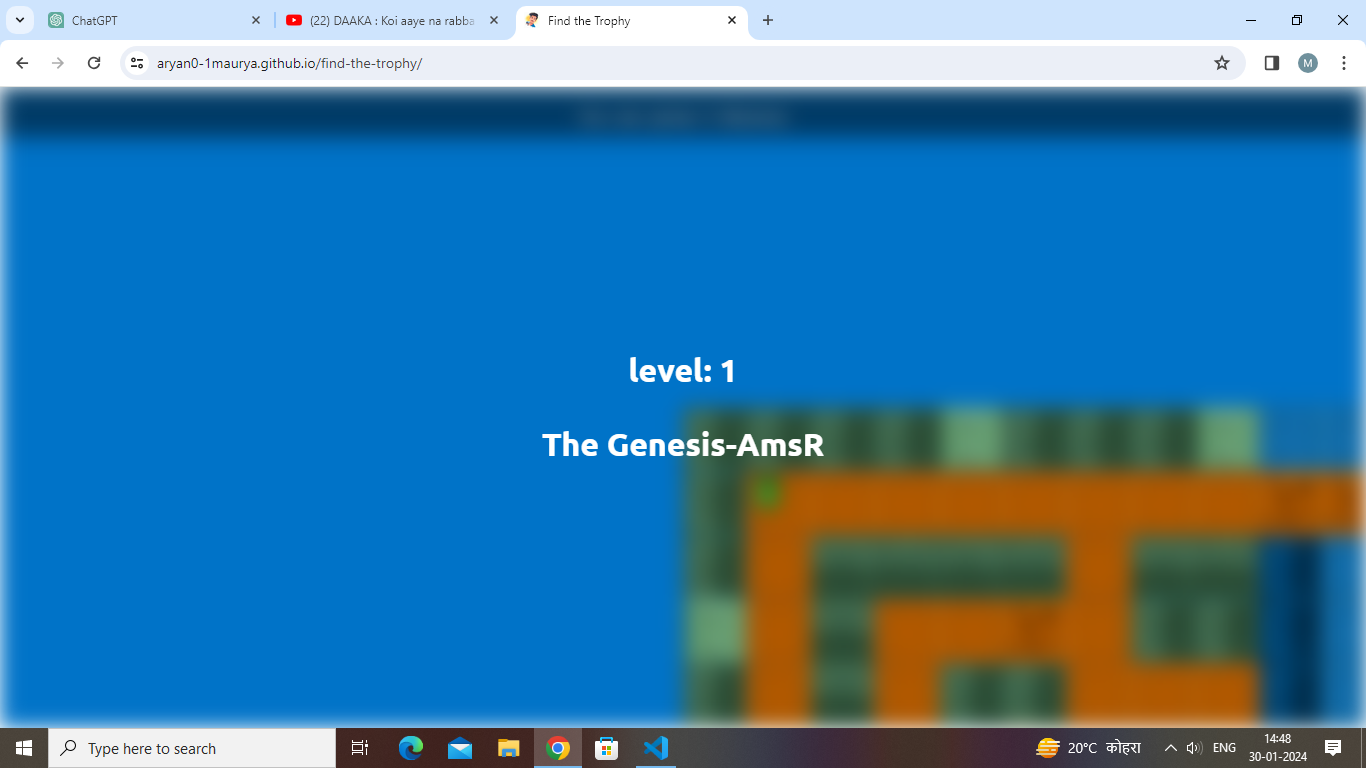 ChatGPT
(22) DAAKA : Koi aaye na rabba
Find the Trophy
aryan0-1maurya.github.io/find-the-trophy/
M
level: 1
The Genesis-AmsR
Type here to search
20°C कोहरा
ENG
14:48
30-01-2024